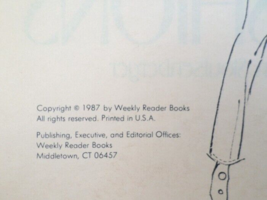 Copyright © 1987 by Weekly Reader Books
All rights reserved. Printed in U.S.A.
Publishing, Executive, and Editorial Offices:
Weekly Reader Books
Middletown, CT 06457